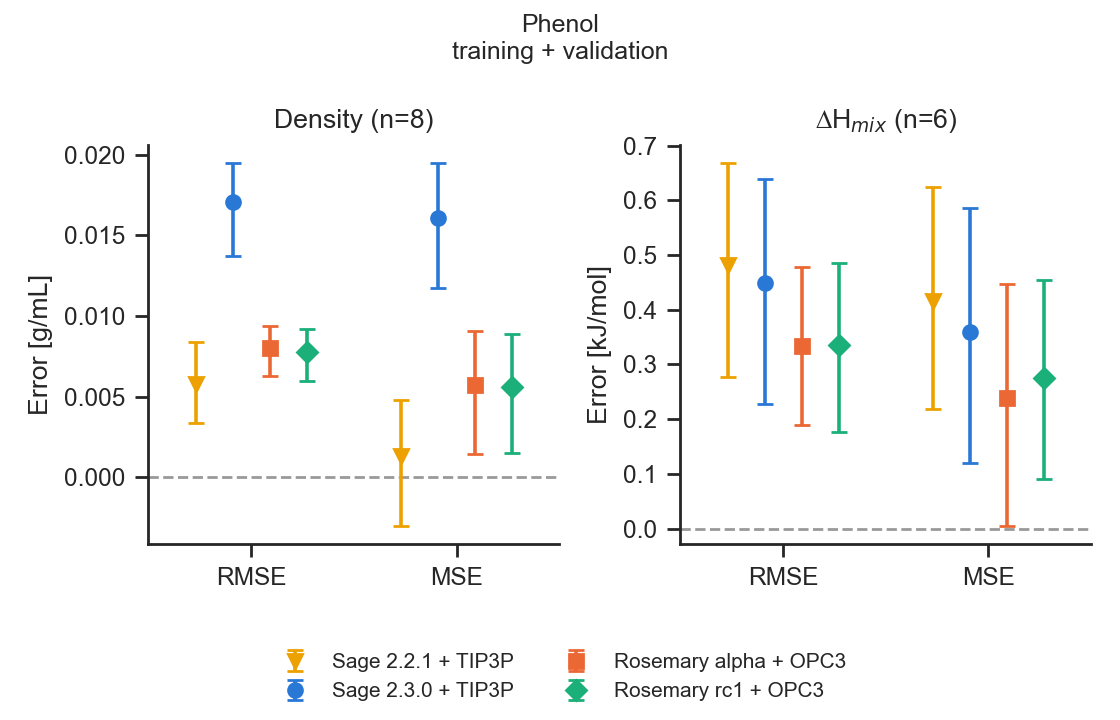 Phenol
training + validation
Density (n=8)
0.020
0.015
0.010
0.005
0.000
Error [g/mL]
RMSE
MSE
ΔHmix (n=6)
0.7
0.6
0.5
0.4
0.3
0.2
0.1
0.0
Error [kJ/mol]
RMSE
MSE
Sage 2.2.1 + TIP3P
Sage 2.3.0 + TIP3P
Rosemary alpha + OPC3
Rosemary rc1 + OPC3